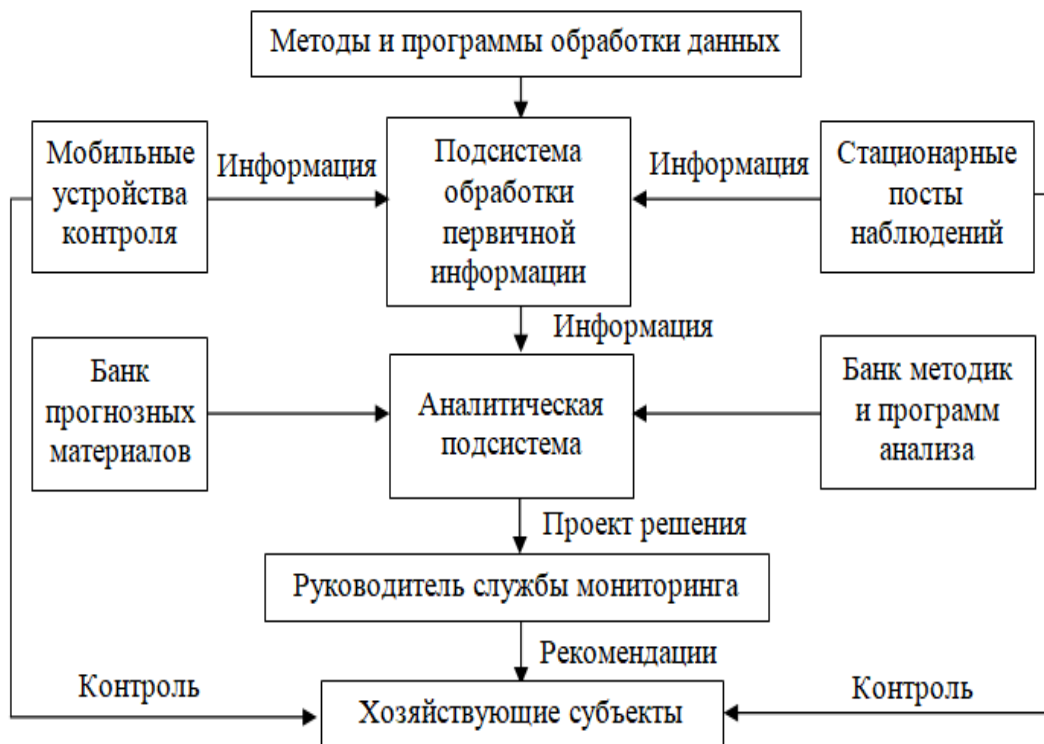 Методы и программы обработки данных
Мобильные
устройства
контроля
Информация
Подсистема
обработки
первичной
информации
Информация
Стационарные
посты
наблюдений
Информация
Банк
прогнозных
материалов
Аналитическая
подсистема
Банк методик
и программ
анализа
Проект решения
Руководитель службы мониторинга
Рекомендации
Контроль
Хозяйствующие субъекты
Контроль